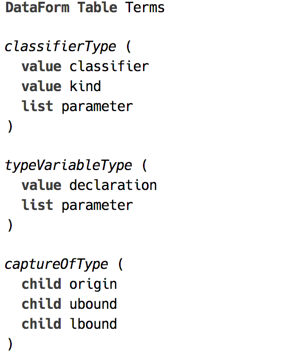 DataForm Table Terms
classifierType (
value classifier
value kind
list parameter
)
typeVariableType (
value declaration
list parameter
)
captureOfType (
child origin
child ubound
child lbound
)